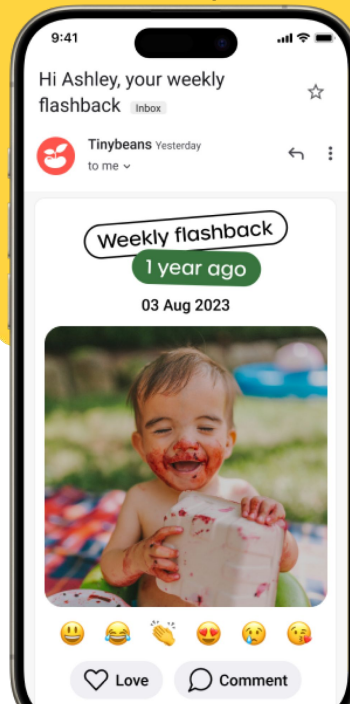 9:41
Hi Ashley, your weekly
flashback Inbox
Tinybeans Yesterday
to me
Weekly flashback
1 year ago
03 Aug 2023
Love
Comment